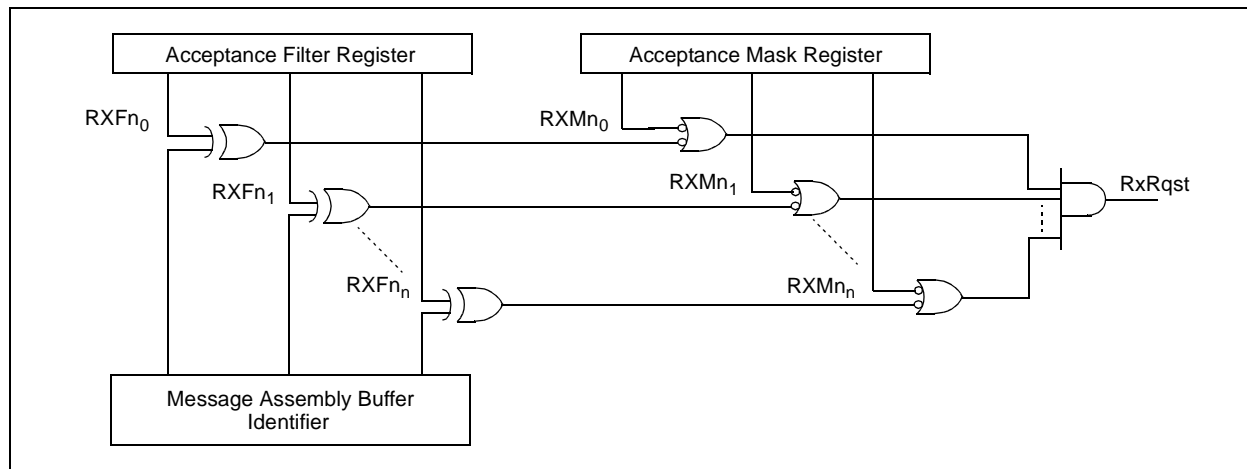 Acceptance Filter Register
Acceptance Mask Register
RXFn₀
RXMn₀
RXFn₁
RXMn₁
RxRqst
RXFnₙ
RXMnₙ
Message Assembly Buffer
Identifier